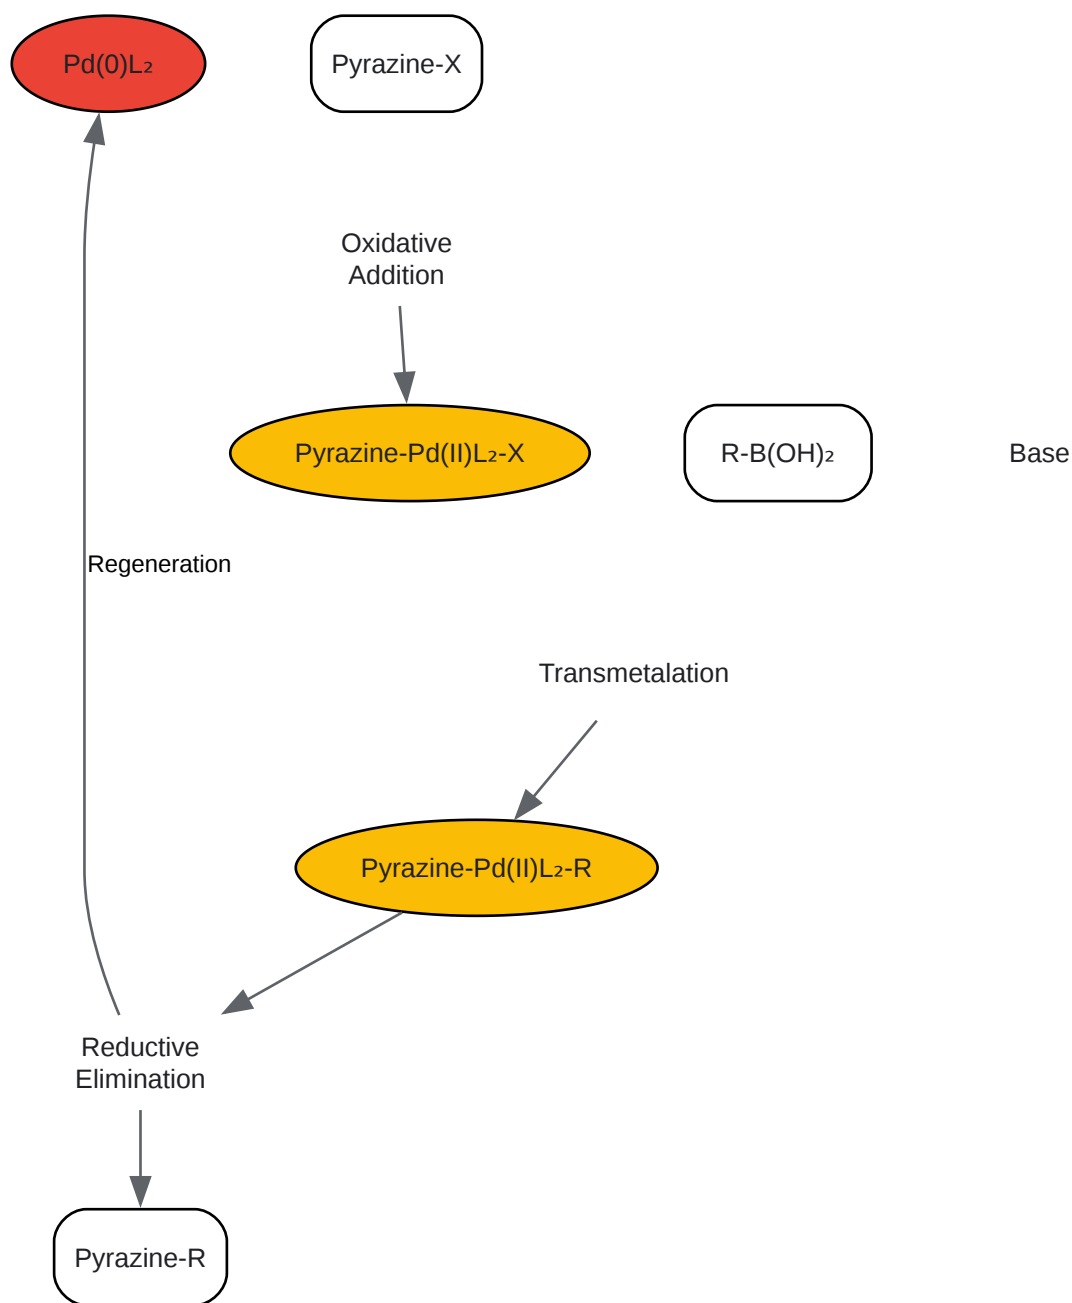 Pd(0)L₂
Pyrazine-X
Oxidative
Addition
Pyrazine-Pd(II)L₂-X
R-B(OH)₂
Base
Regeneration
Transmetalation
Pyrazine-Pd(II)L₂-R
Reductive
Elimination
Pyrazine-R